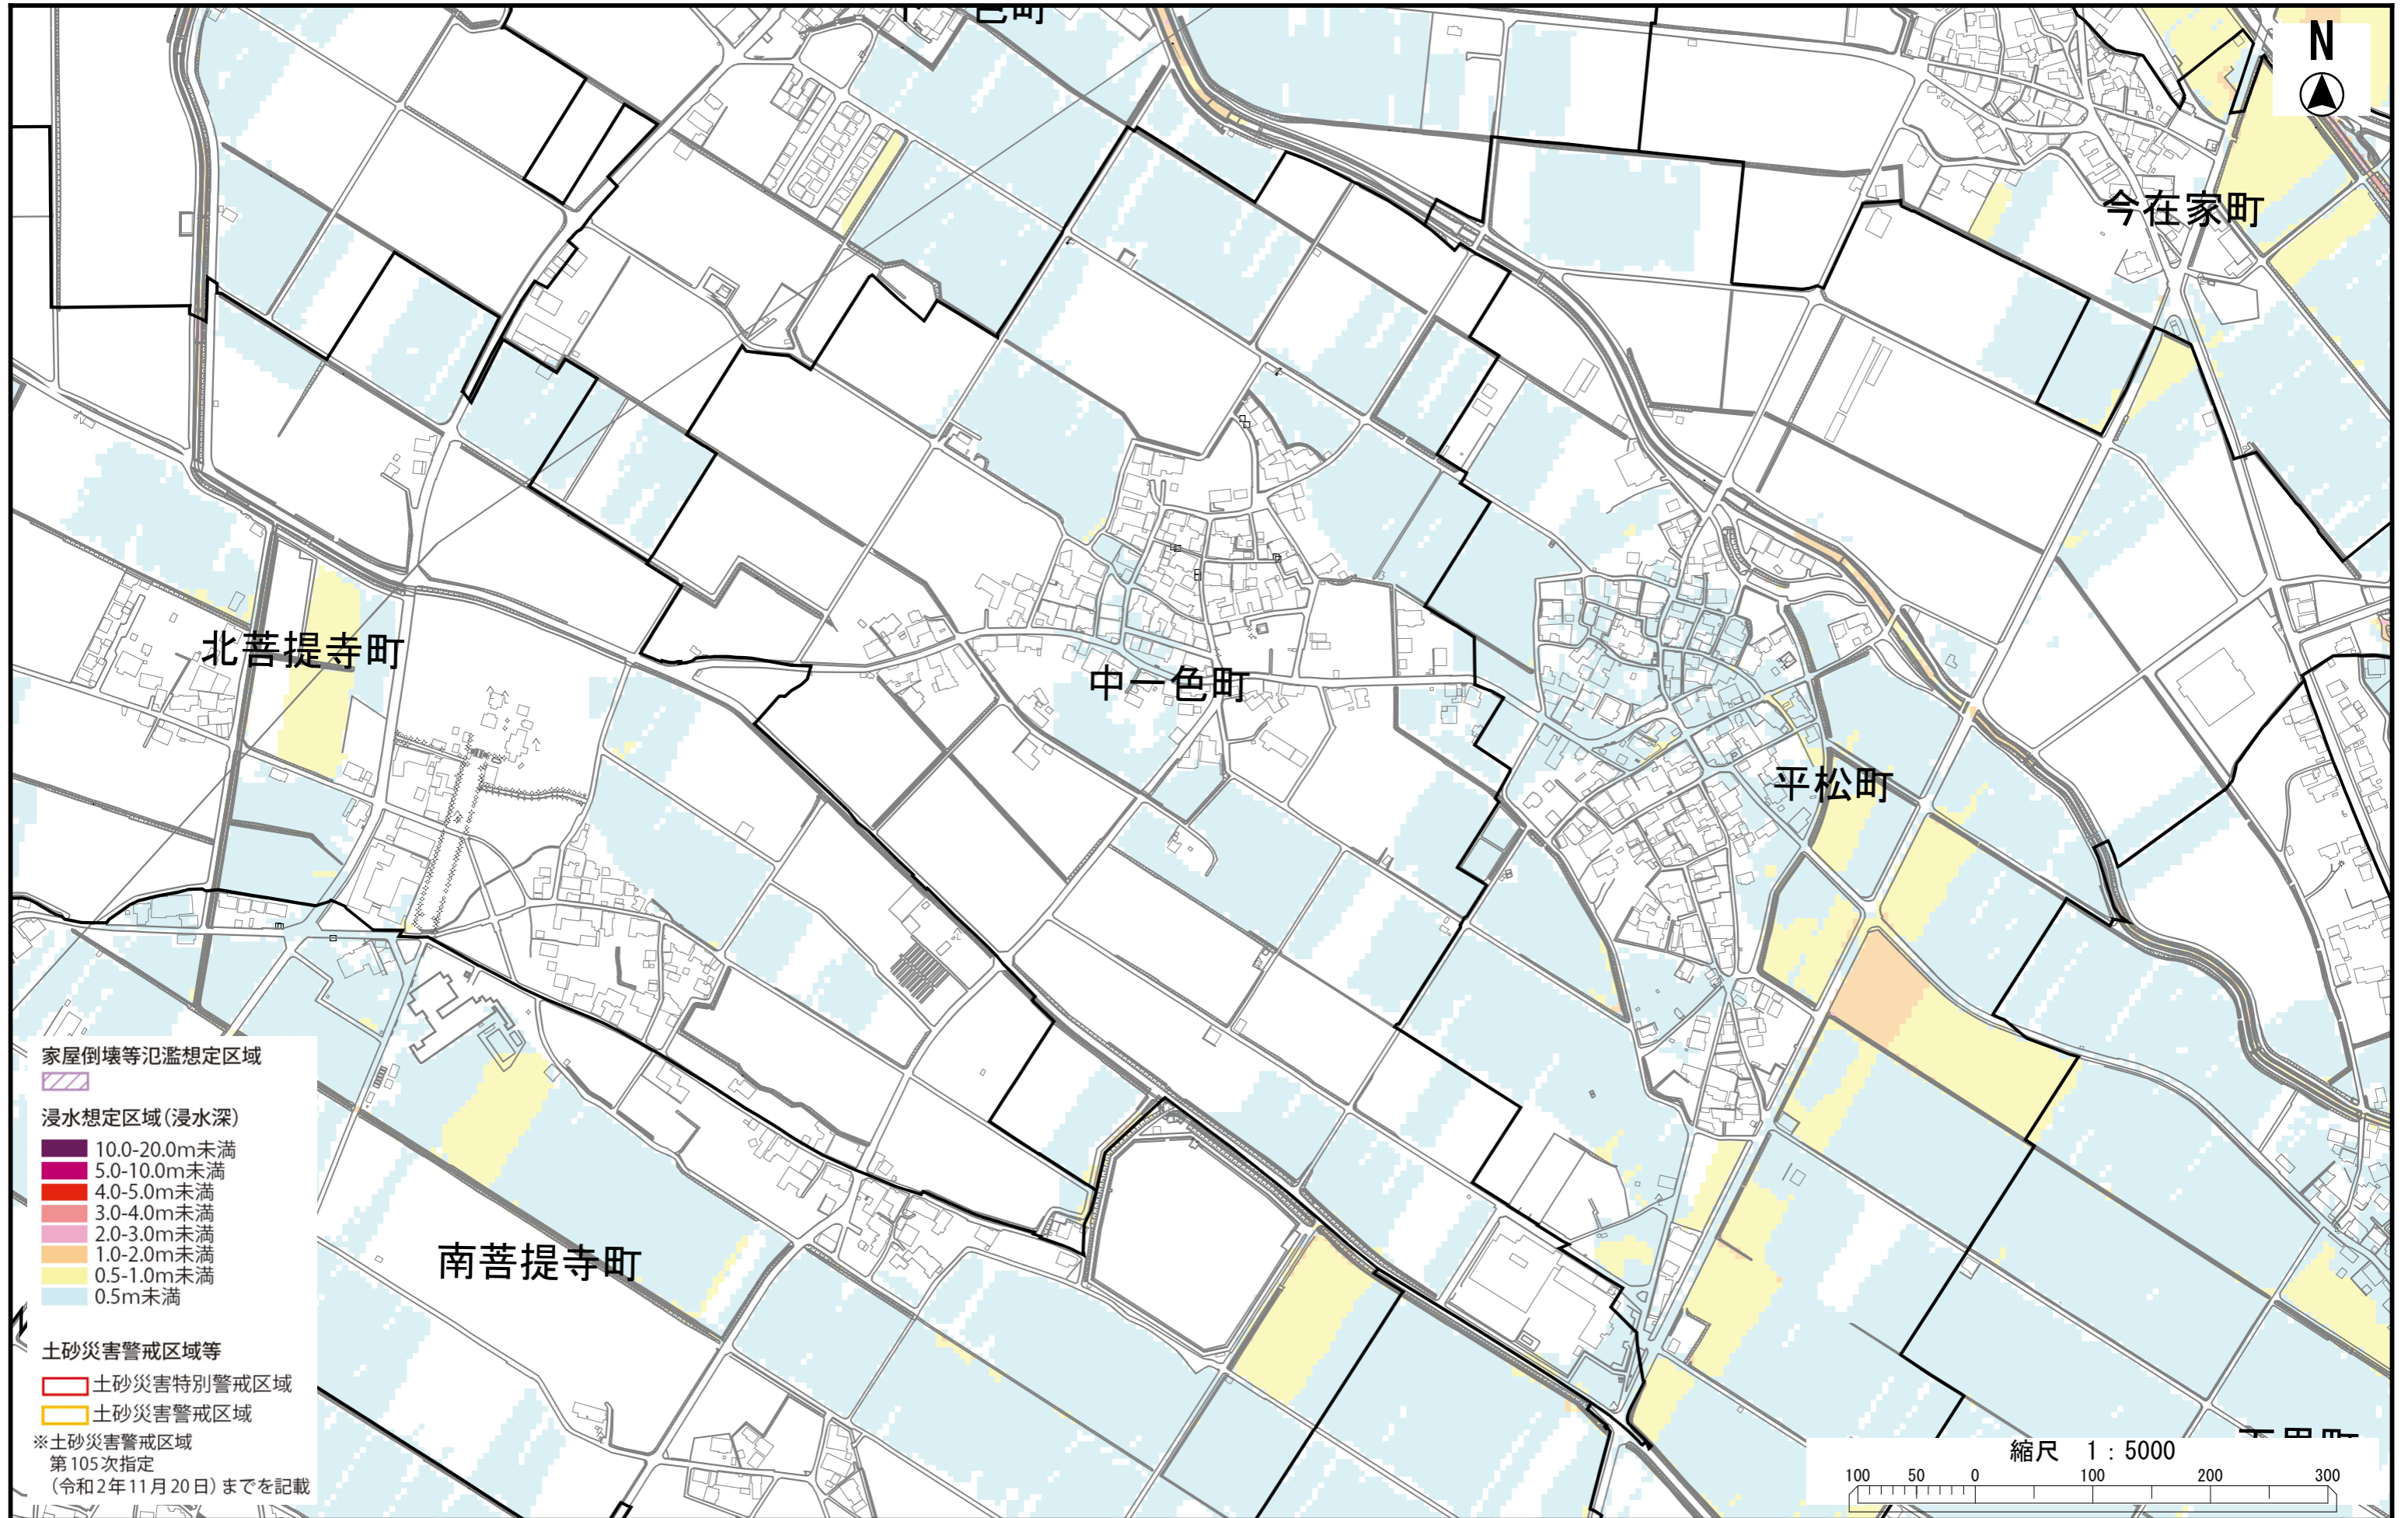 色町
N
今在家町
北菩提寺町
中一色町
平松町
南菩提寺町
家屋倒壊等氾濫想定区域
浸水想定区域(浸水深)
10.0-20.0m未満
5.0-10.0m未満
4.0-5.0m未満
3.0-4.0m未満
2.0-3.0m未満
1.0-2.0m未満
0.5-1.0m未満
0.5m未満
土砂災害警戒区域等
土砂災害特別警戒区域
土砂災害警戒区域
※土砂災害警戒区域
第105次指定
(令和2年11月20日)までを記載
縮尺 1:5000
100 50 0 100 200 300